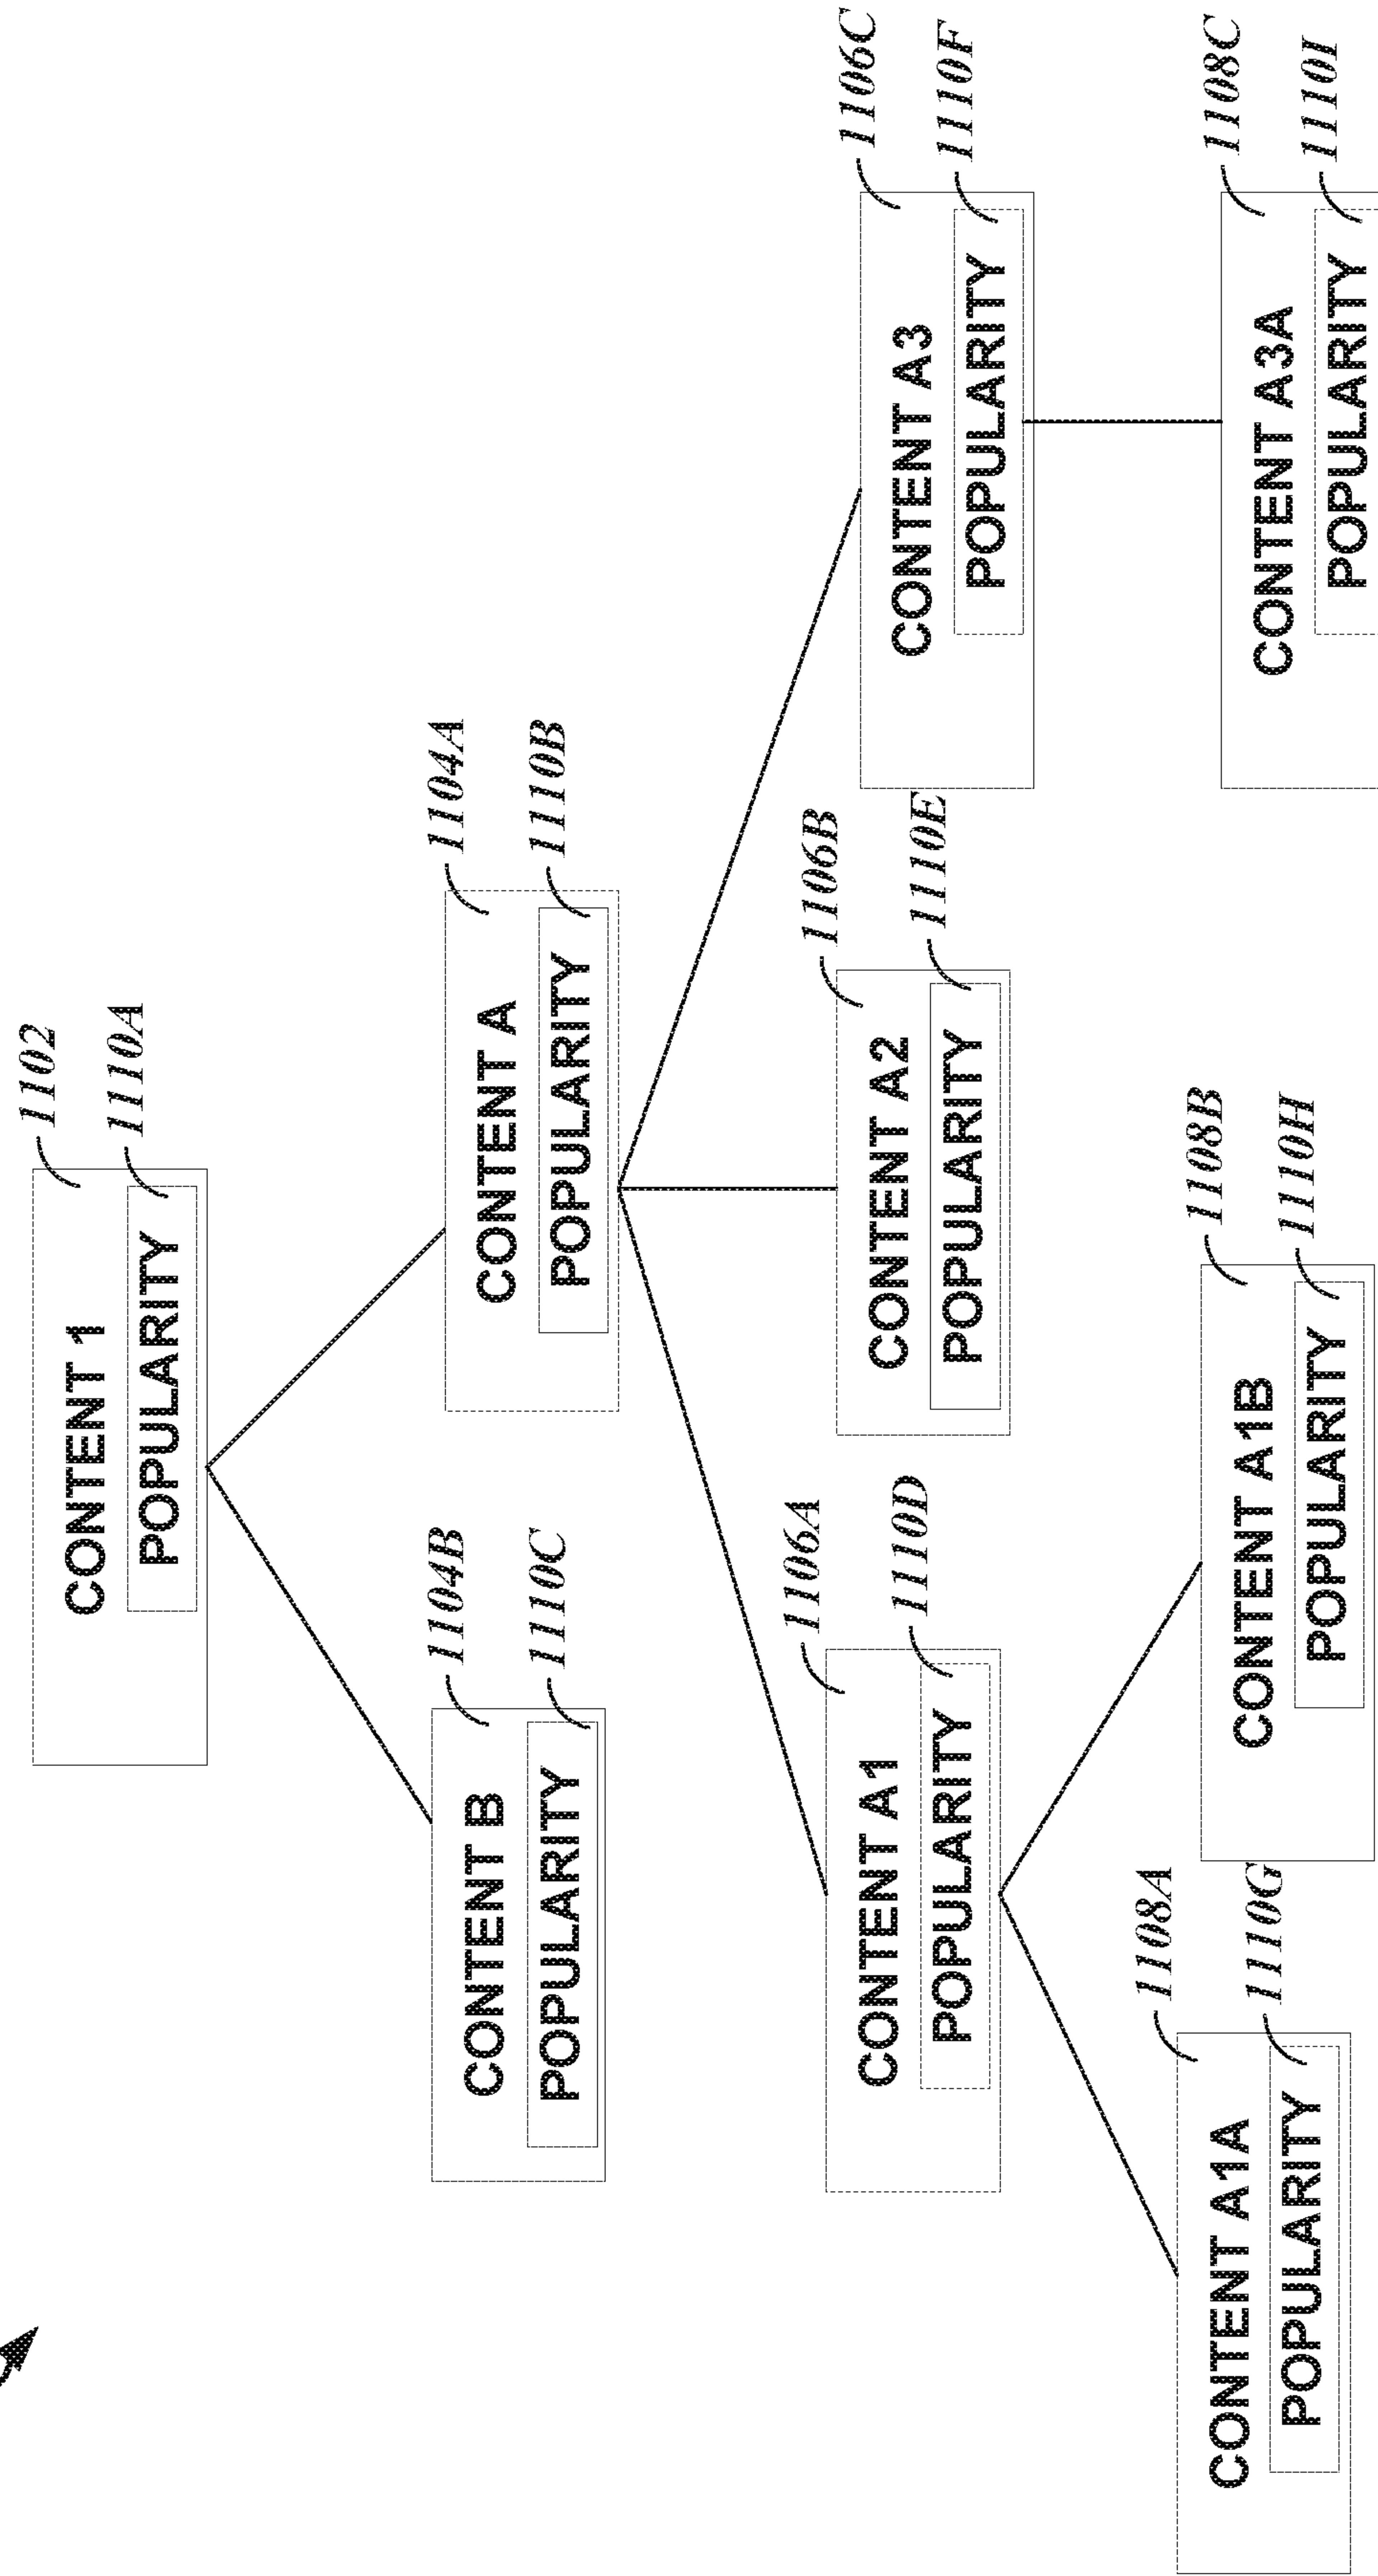 1102
CONTENT 1
1110A
POPULARITY
1104B
CONTENT B
1110C
POPULARITY
1104A
CONTENT A
1110B
POPULARITY
1106A
CONTENT A1
1110D
POPULARITY
1106B
CONTENT A2
1110E
POPULARITY
1106C
CONTENT A3
1110F
POPULARITY
1108A
CONTENT A1A
1110G
POPULARITY
1108B
CONTENT A1B
1110H
POPULARITY
1108C
CONTENT A3A
1110I
POPULARITY